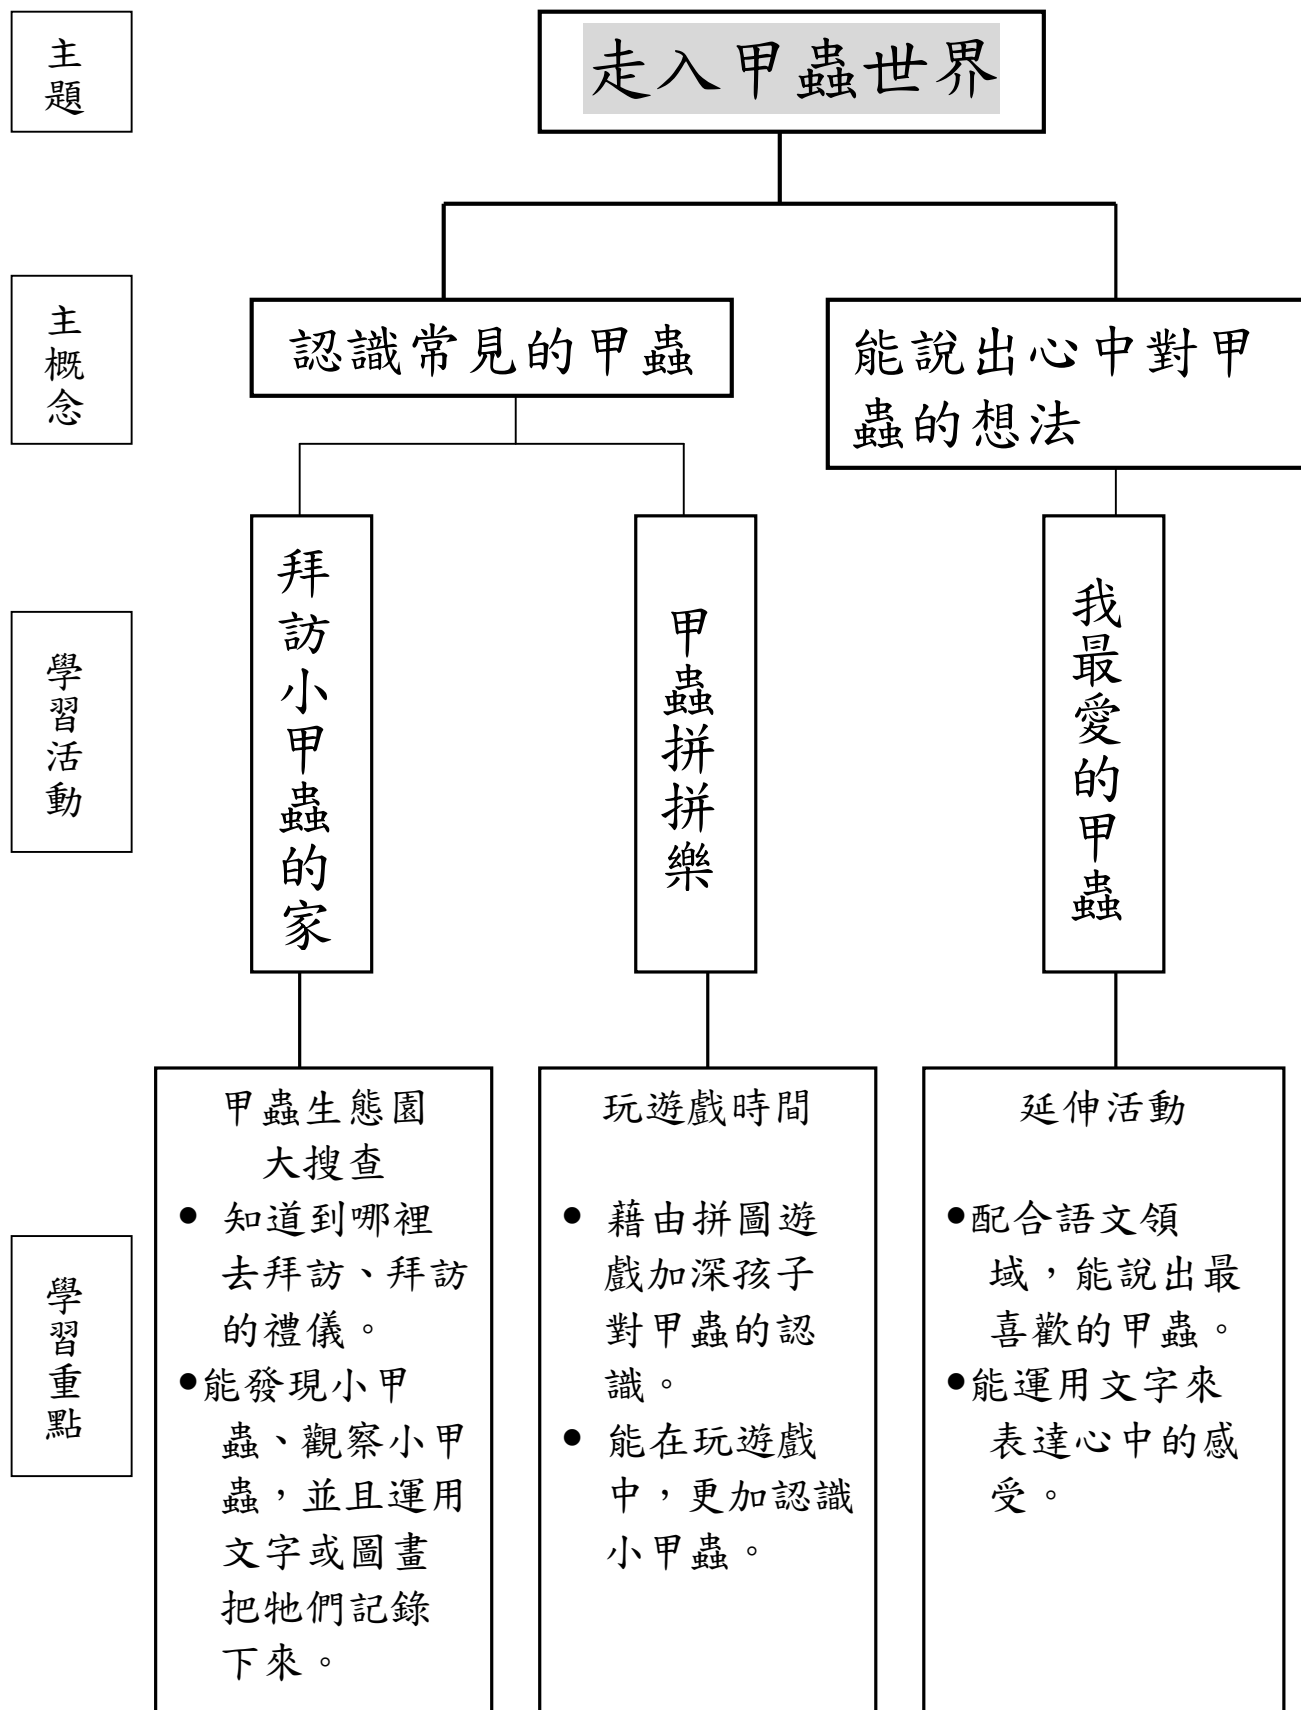 主題
走入甲蟲世界
主概念
認識常見的甲蟲
能說出心中對甲
蟲的想法
學習活動
拜訪小甲蟲的家
甲蟲拼拼樂
我最愛的甲蟲
學習重點
甲蟲生態園
大搜查
● 知道到哪裡
去拜訪、拜訪
的禮儀。
●能發現小甲
蟲、觀察小甲
蟲，並且運用
文字或圖畫
把牠們記錄
下來。
玩遊戲時間
● 藉由拼圖遊
戲加深孩子
對甲蟲的認
識。
● 能在玩遊戲
中，更加認識
小甲蟲。
延伸活動
●配合語文領
域，能說出最
喜歡的甲蟲。
●能運用文字來
表達心中的感
受。